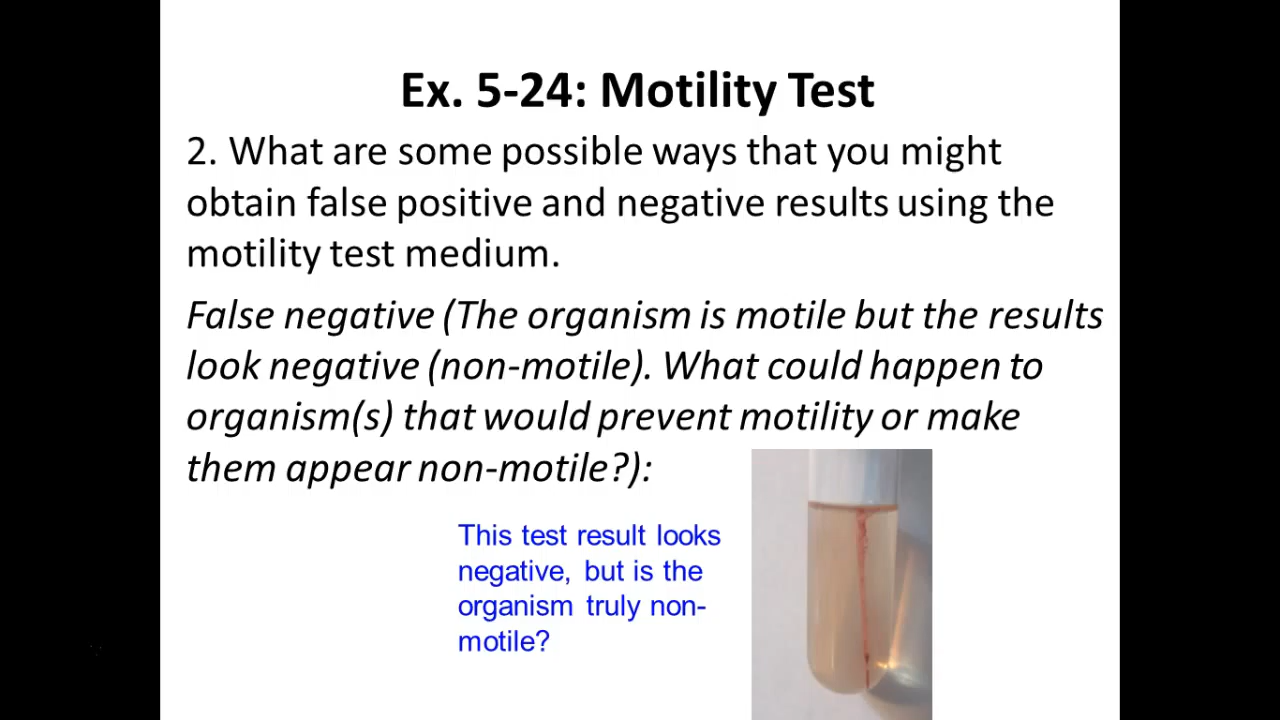 Ex. 5-24: Motility Test
2. What are some possible ways that you might
obtain false positive and negative results using the
motility test medium.
False negative (The organism is motile but the results
look negative (non-motile). What could happen to
organism(s) that would prevent motility or make
them appear non-motile?):
This test result looks
negative, but is the
organism truly non-
motile?